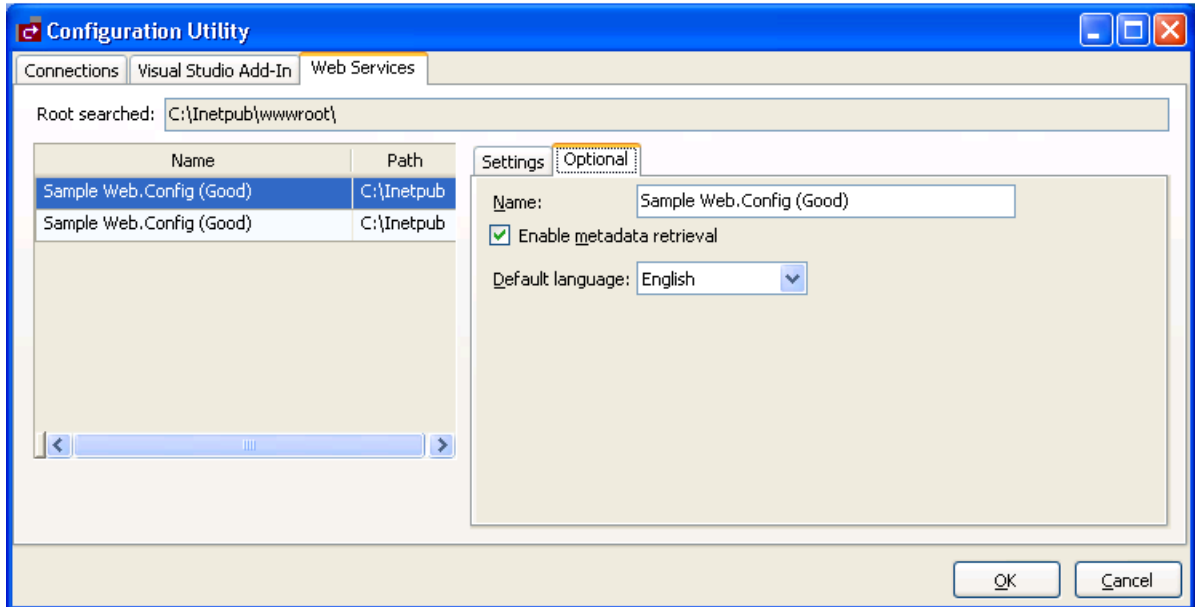 Configuration Utility
Connections Visual Studio Add-In Web Services
Root searched: C:\Inetpub\wwwroot\
Name Path
Sample Web.Config (Good) C:\Inetpub
Sample Web.Config (Good) C:\Inetpub
Settings Optional
Name: Sample Web.Config (Good)
Enable metadata retrieval
Default language: English
OK Cancel